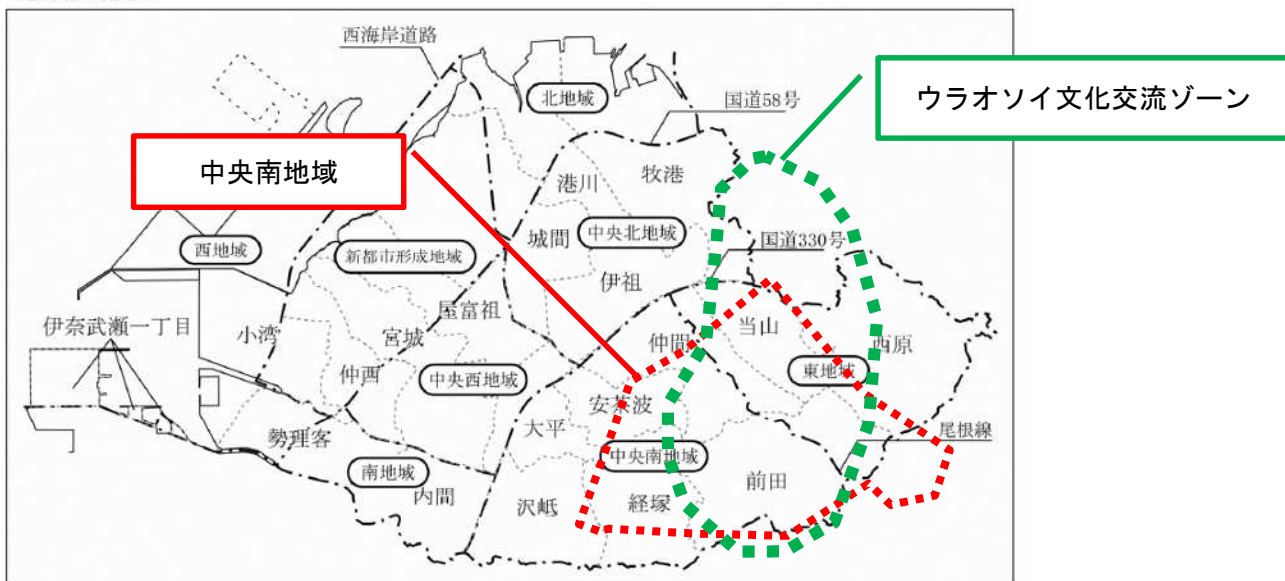 西海岸道路
北地域
国道58号
ウラオソイ文化交流ゾーン
中央南地域
港川
牧港
西地域
新都市形成地域
城間
中央北地域
国道330号
伊祖
屋富祖
伊奈武瀬一丁目
小湾
宮城
仲間
当山
西原
仲西
中央西地域
東地域
安茶波
大平
勢理客
尾根線
南地域
中央南地域
前田
内間
沢岻
経塚